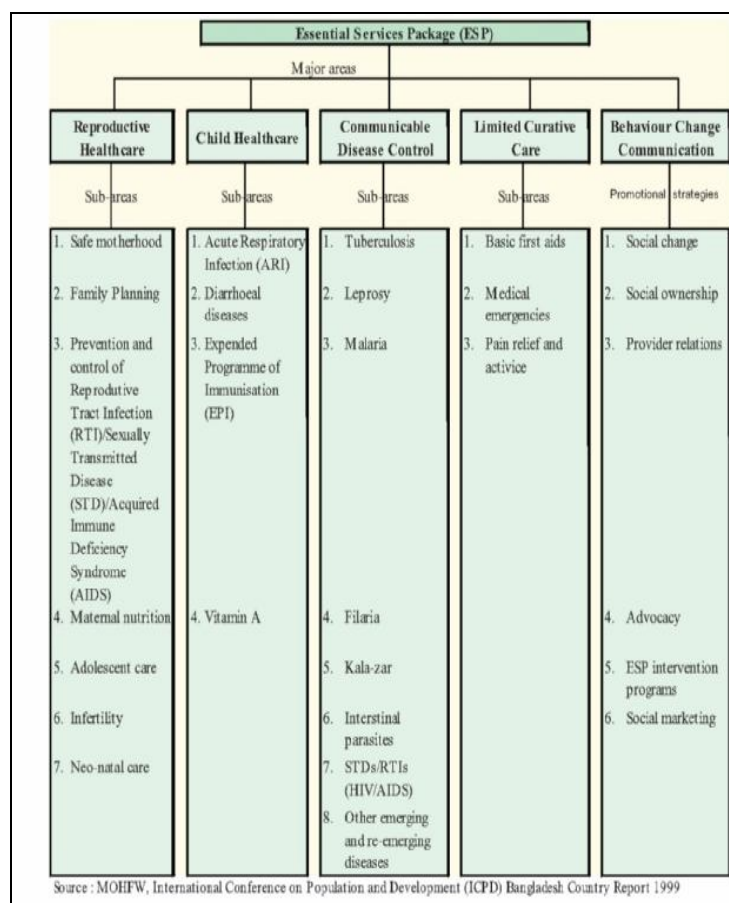 Essential Services Package (ESP)
Major areas
Reproductive
Healthcare
Child Healthcare
Communicable
Disease Control
Limited Curative
Care
Behaviour Change
Communication
Sub-areas
Sub-areas
Sub-areas
Sub-areas
Promotional strategies
1. Safe motherhood
2. Family Planning
3. Prevention and
control of
Reprodutive
Tract Infection
(RTI)/Sexually
Transmitted
Disease
(STD)/Acquired
Immune
Deficiency
Syndrome
(AIDS)
4. Maternal nutrition
5. Adolescent care
6. Infertility
7. Neo-natal care
1. Acute Respiratory
Infection (ARI)
2. Diarrhoeal
diseases
3. Expended
Programme of
Immunisation
(EPI)
4. Vitamin A
1. Tuberculosis
2. Leprosy
3. Malaria
4. Filaria
5. Kala-zar
6. Interstinal
parasites
7. STDs/RTIs
(HIV/AIDS)
8. Other emerging
and re-emerging
diseases
1. Basic first aids
2. Medical
emergencies
3. Pain relief and
activice
1. Social change
2. Social ownership
3. Provider relations
4. Advocacy
5. ESP intervention
programs
6. Social marketing
Source : MOHFW, International Conference on Population and Development (ICPD) Bangladesh Country Report 1999